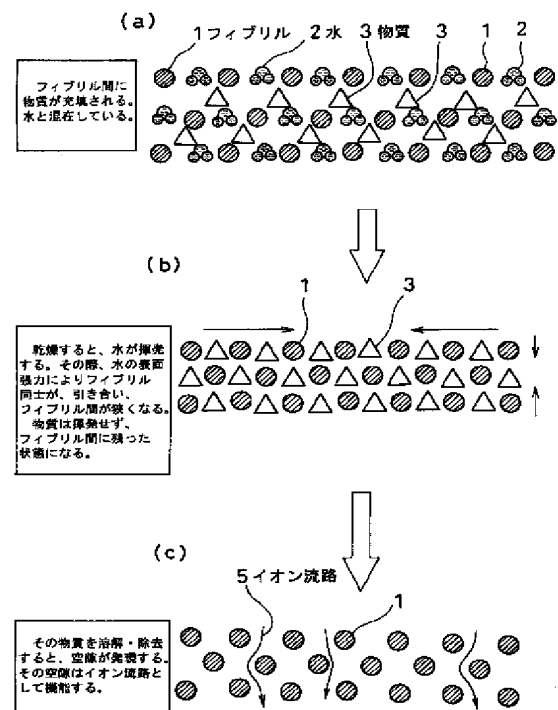 (a)
1フィブリル 2水 3物質 3 1 2
フィブリル間に
物質が充填される。
水と混在している。
(b)
1 3
乾燥すると、水が揮発
する。その際、水の表面
張力によりフィブリル
同士が、引き合い、
フィブリル間が狭くなる。
物質は揮発せず、
フィブリル間に残った
状態になる。
(c)
5イオン流路 1
その物質を溶解・除去
すると、空隙が発現する。
その空隙はイオン流路と
して機能する。